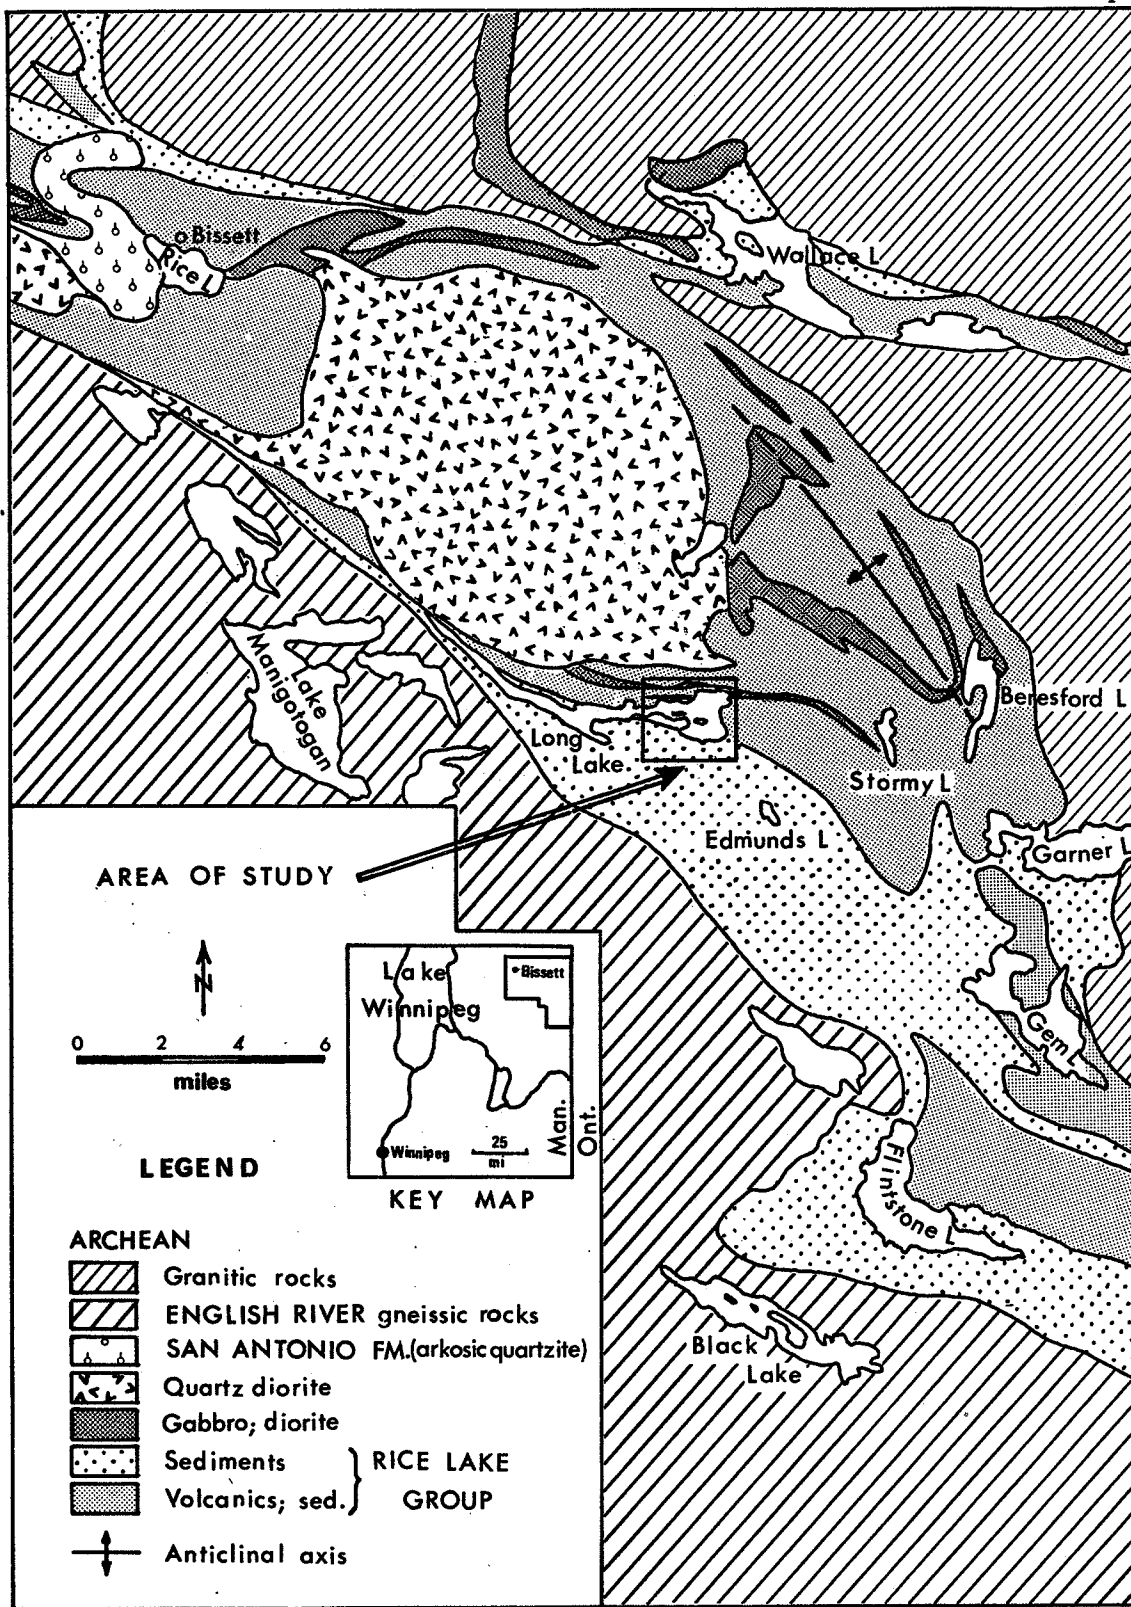 Bissett
Rice L
Wallace L
Lake
Manigotogan
Beresford L
Long
Lake
Stormy L
Edmunds L
Garner L
Gem L
Flintstone L
Black
Lake
AREA OF STUDY
N
0 2 4 6
miles
Lake
Winnipeg
Bissett
Winnipeg
25
mi
Man.
Ont.
KEY MAP
LEGEND
ARCHEAN
Granitic rocks
ENGLISH RIVER gneissic rocks
SAN ANTONIO FM.(arkosic quartzite)
Quartz diorite
Gabbro; diorite
Sediments
Volcanics; sed.
RICE LAKE
GROUP
Anticlinal axis